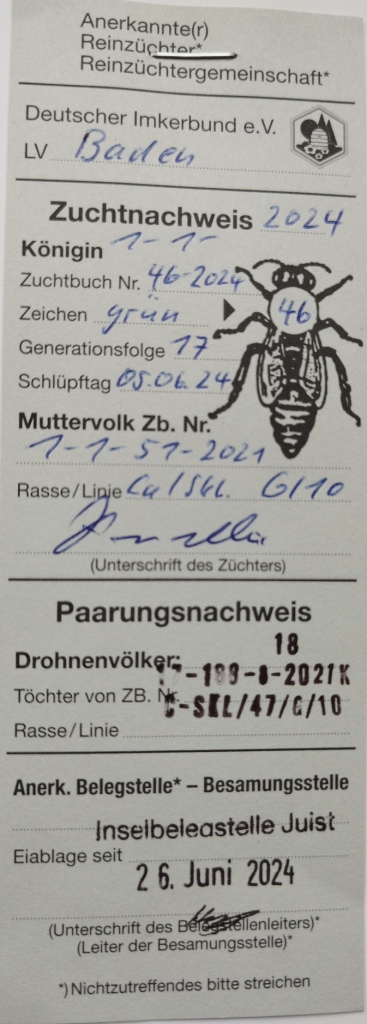 Anerkannte(r)
Reinzüchter*
Reinzüchtergemeinschaft*
Deutscher Imkerbund e.V.
LV Baden
Zuchtnachweis 2024
Königin 1-1-
Zuchtbuch Nr. 46-2024
Zeichen grün 46
Generationsfolge 17
Schlüpftag 05.06.24
Muttervolk Zb. Nr.
1-1-51-2021
Rasse/Linie Ca/Skl. G/10
(Unterschrift des Züchters)
Paarungsnachweis
18
Drohnenvölker: -189-8-2021K
Töchter von ZB. Nr. C-SKL/47/G/10
Rasse/Linie
Anerk. Belegstelle* – Besamungsstelle
Inselbelegstelle Juist
Eiablage seit
26. Juni 2024
(Unterschrift des Belegstellenleiters)*
(Leiter der Besamungsstelle)*
*) Nichtzutreffendes bitte streichen